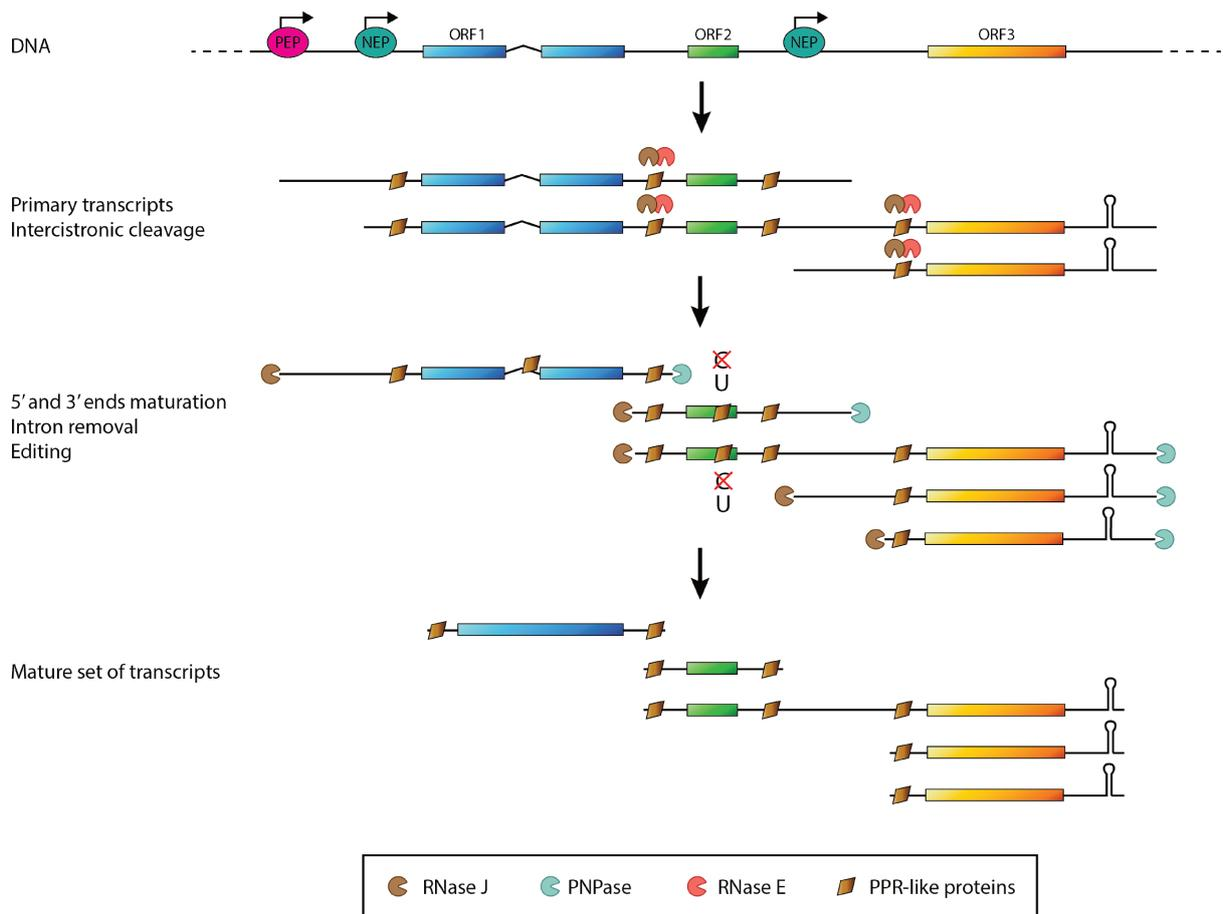 PEP
NEP
ORF1
ORF2
NEP
ORF3
DNA
Primary transcripts
Intercistronic cleavage
C
U
5’ and 3’ ends maturation
Intron removal
Editing
C
U
Mature set of transcripts
RNase J
PNPase
RNase E
PPR-like proteins